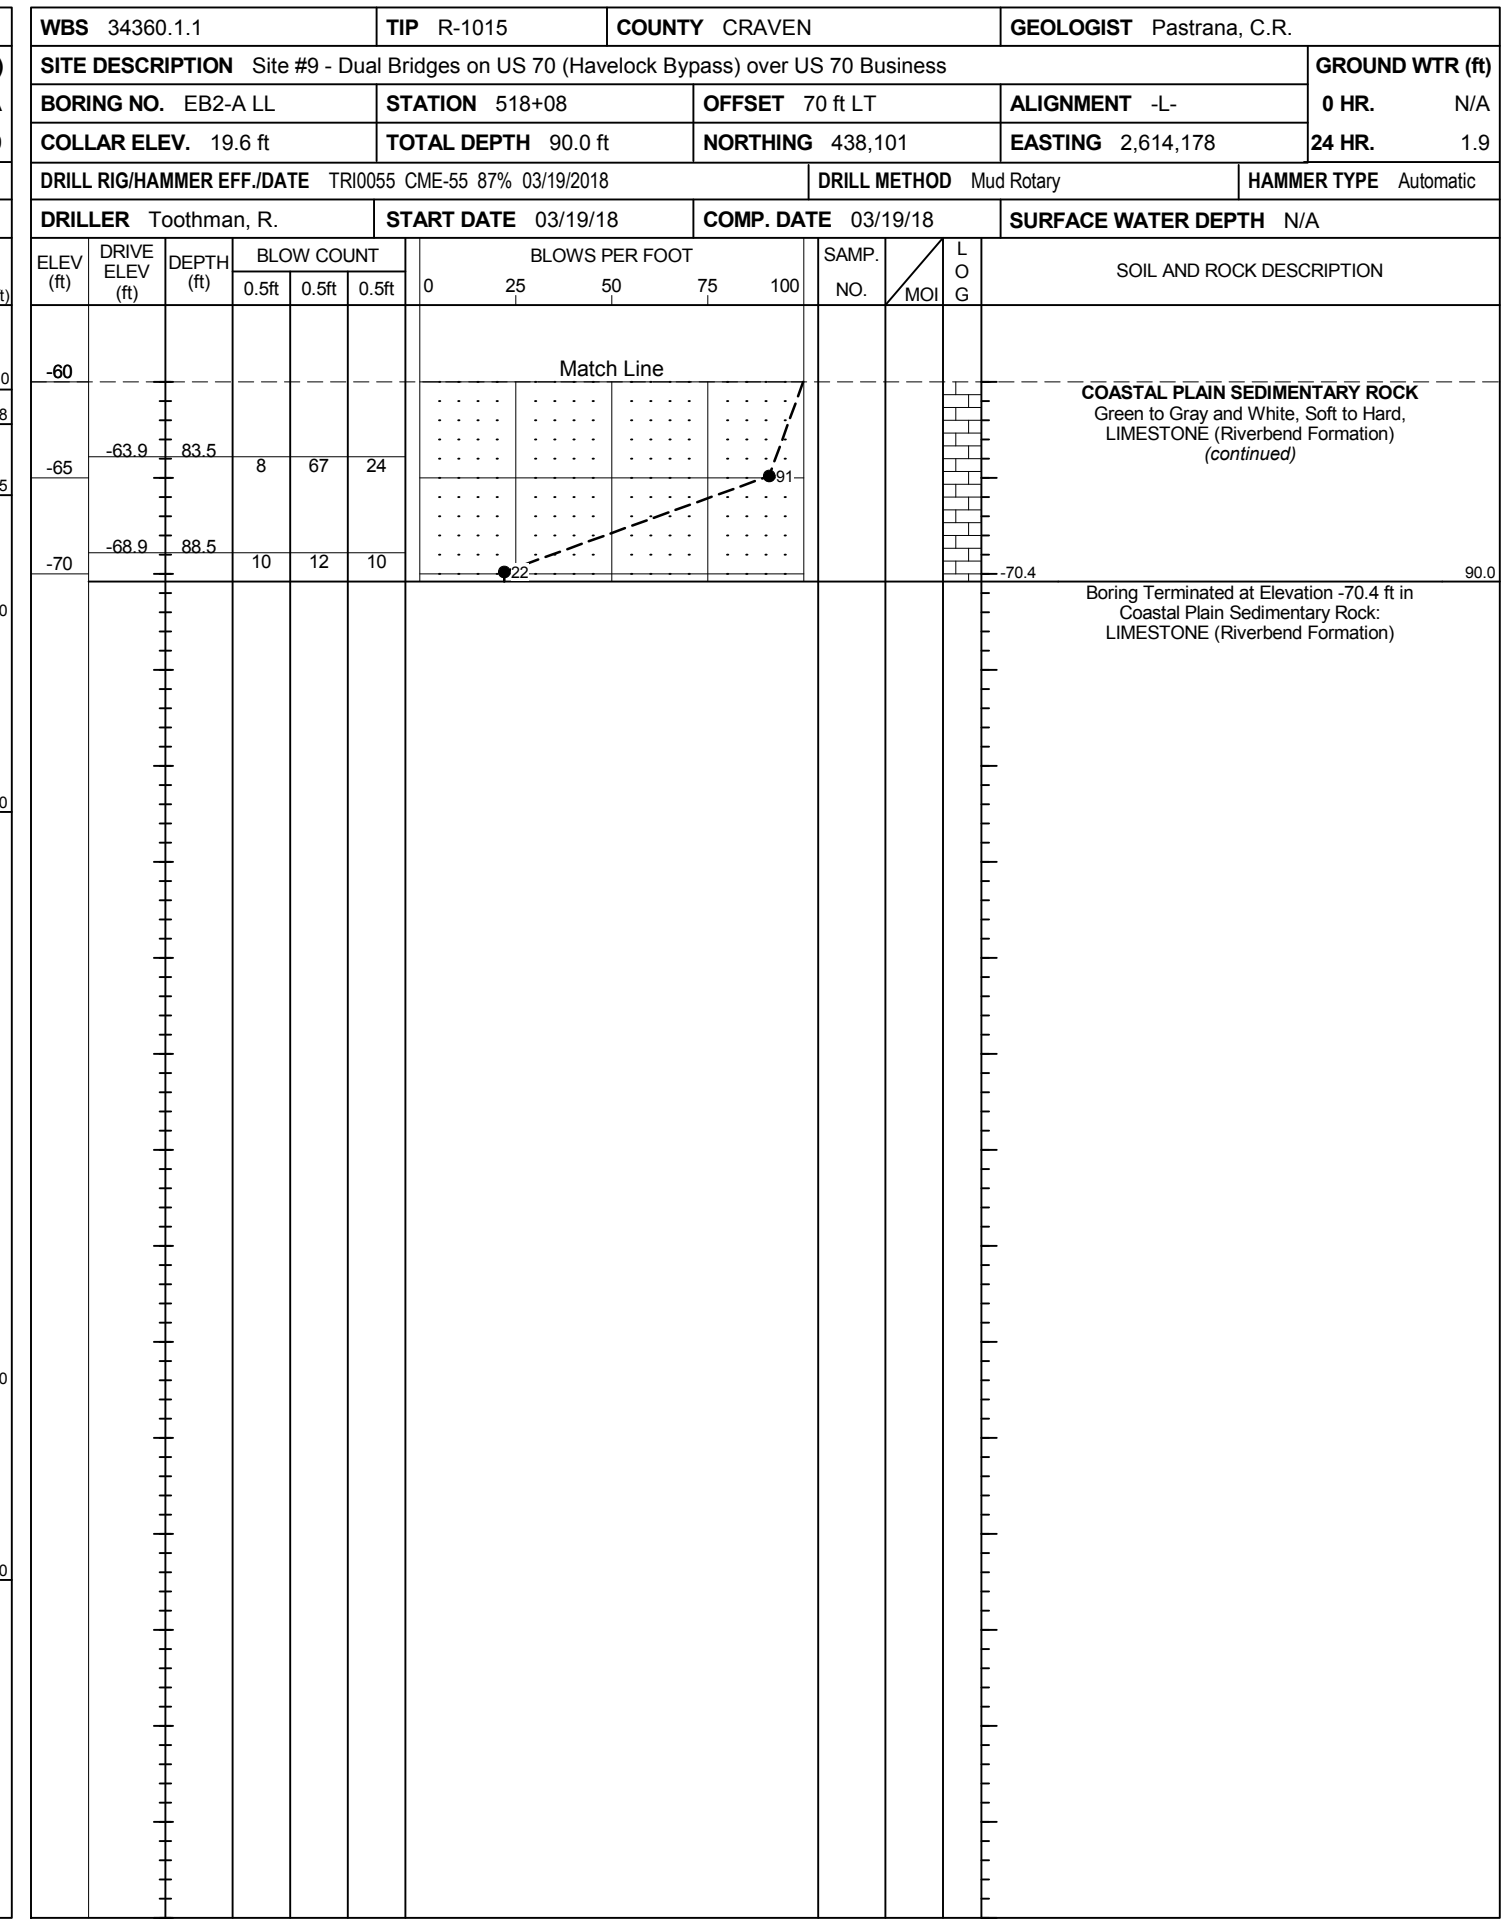 WBS 34360.1.1 TIP R-1015 COUNTY CRAVEN GEOLOGIST Pastrana, C.R.
SITE DESCRIPTION Site #9 - Dual Bridges on US 70 (Havelock Bypass) over US 70 Business GROUND WTR (ft)
BORING NO. EB2-A LL STATION 518+08 OFFSET 70 ft LT ALIGNMENT -L- 0 HR. N/A
COLLAR ELEV. 19.6 ft TOTAL DEPTH 90.0 ft NORTHING 438,101 EASTING 2,614,178 24 HR. 1.9
DRILL RIG/HAMMER EFF./DATE TRI0055 CME-55 87% 03/19/2018 DRILL METHOD Mud Rotary HAMMER TYPE Automatic
DRILLER Toothman, R. START DATE 03/19/18 COMP. DATE 03/19/18 SURFACE WATER DEPTH N/A
ELEV (ft) DRIVE ELEV (ft) DEPTH (ft) BLOW COUNT BLOWS PER FOOT SAMP. NO. MOI LOG SOIL AND ROCK DESCRIPTION
0.5ft 0.5ft 0.5ft 0 25 50 75 100
Match Line
-60
COASTAL PLAIN SEDIMENTARY ROCK
Green to Gray and White, Soft to Hard,
LIMESTONE (Riverbend Formation)
(continued)
-63.9 83.5
-65 8 67 24 91
-68.9 88.5
-70 10 12 10 22
-70.4 90.0
Boring Terminated at Elevation -70.4 ft in
Coastal Plain Sedimentary Rock:
LIMESTONE (Riverbend Formation)